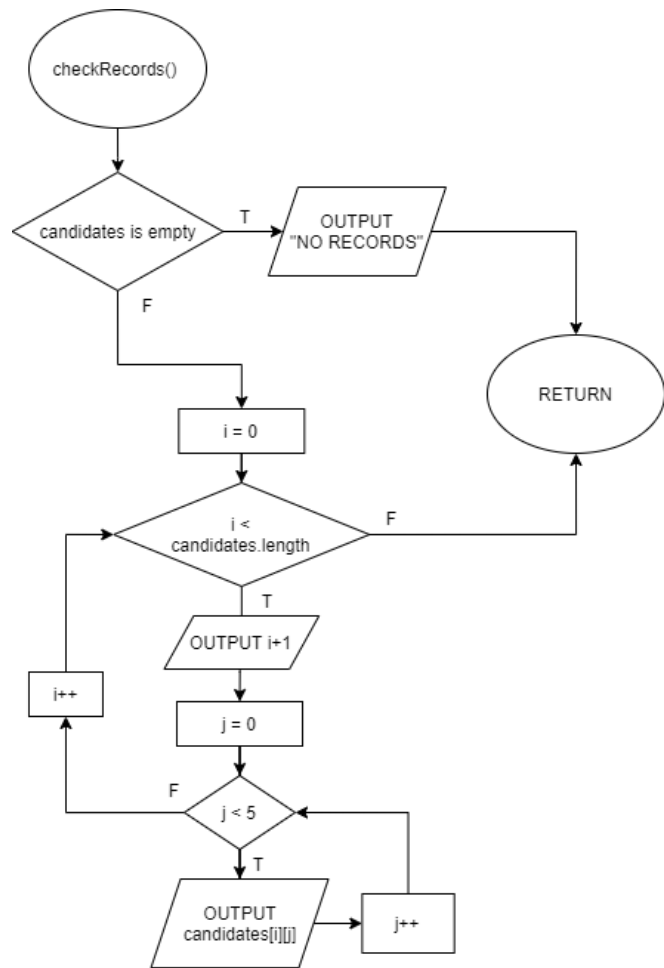 checkRecords()
candidates is empty
T
OUTPUT
"NO RECORDS"
F
RETURN
i = 0
i <
candidates.length
F
T
OUTPUT i+1
i++
j = 0
F
j < 5
T
OUTPUT
candidates[i][j]
j++